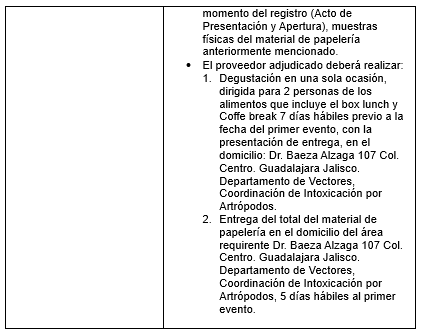 momento del registro (Acto de
Presentación y Apertura), muestras
físicas del material de papelería
anteriormente mencionado.
• El proveedor adjudicado deberá realizar:
1. Degustación en una sola ocasión,
dirigida para 2 personas de los
alimentos que incluye el box lunch y
Coffe break 7 días hábiles previo a la
fecha del primer evento, con la
presentación de entrega, en el
domicilio: Dr. Baeza Alzaga 107 Col.
Centro. Guadalajara Jalisco.
Departamento de Vectores,
Coordinación de Intoxicación por
Artrópodos.
2. Entrega del total del material de
papelería en el domicilio del área
requirente Dr. Baeza Alzaga 107 Col.
Centro. Guadalajara Jalisco.
Departamento de Vectores,
Coordinación de Intoxicación por
Artrópodos, 5 días hábiles al primer
evento.